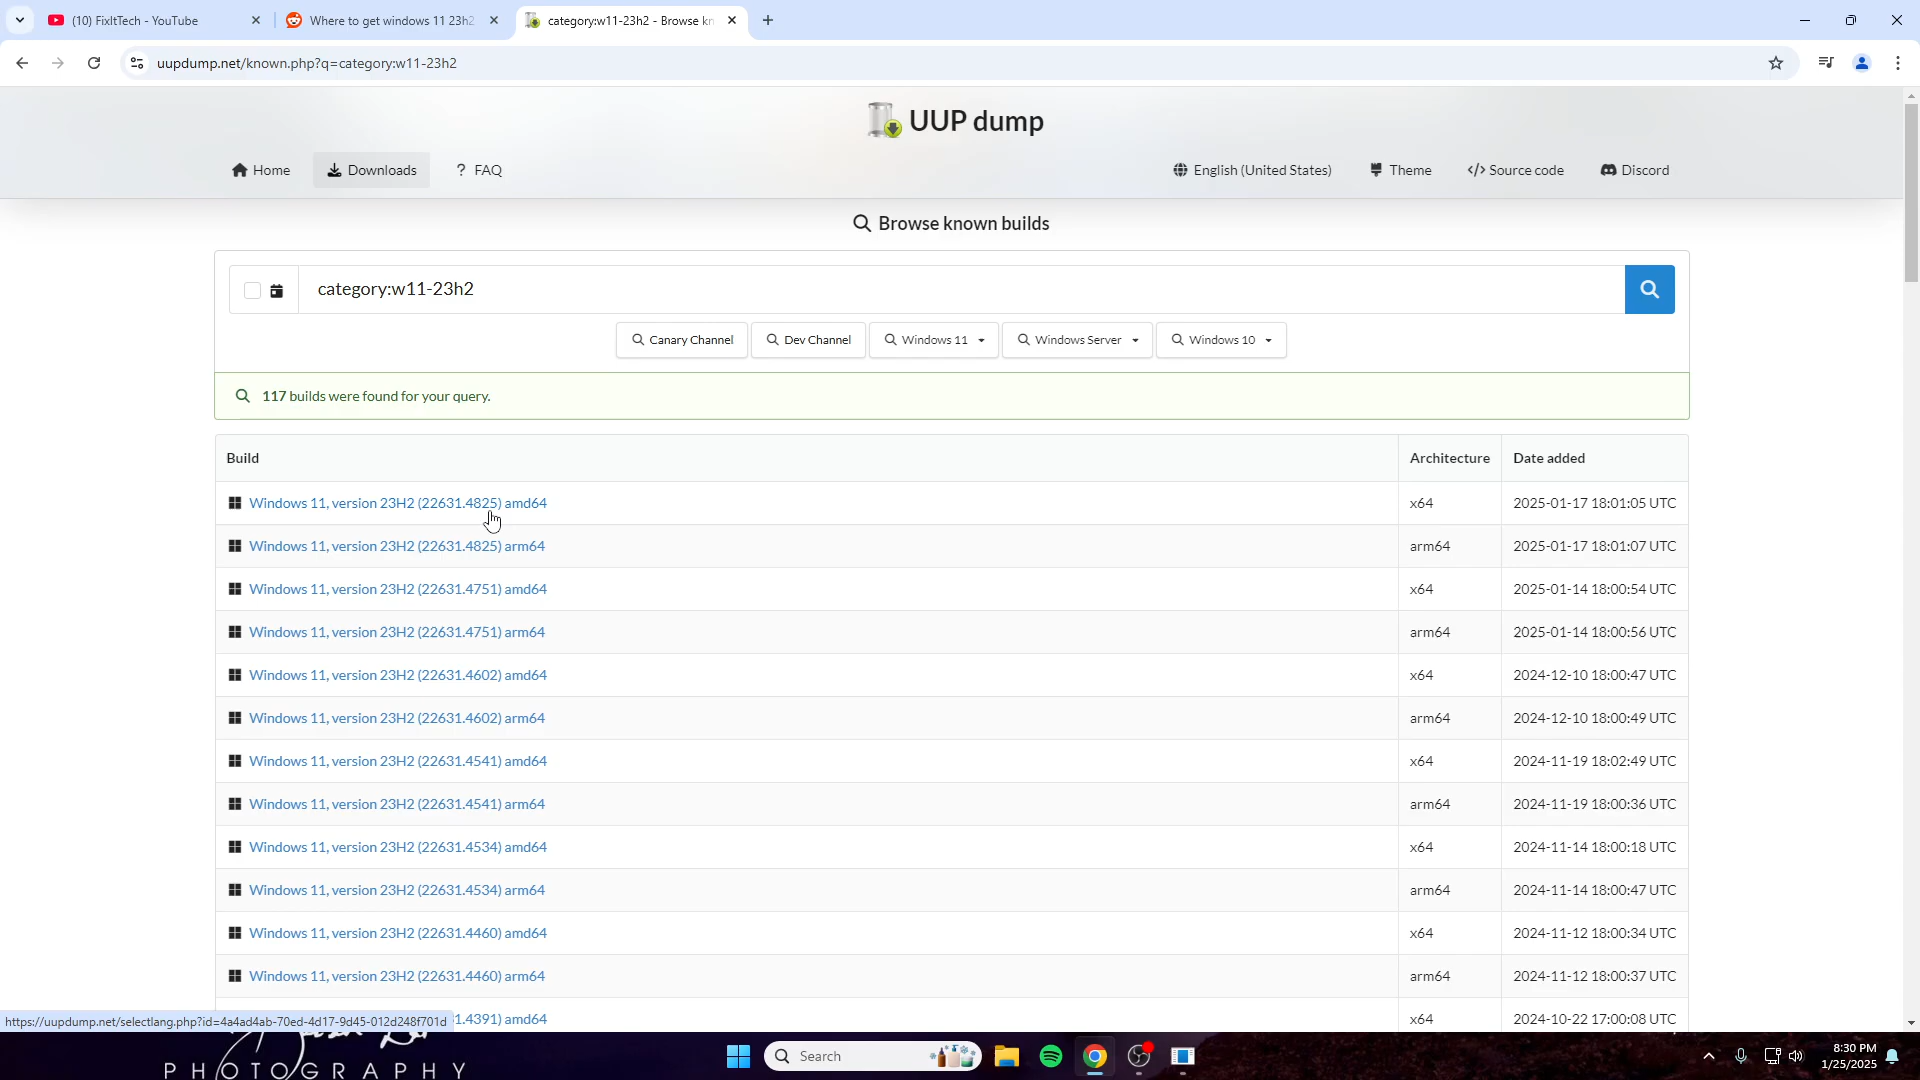 (10) FixItTech - YouTube
Where to get windows 11 23h2
category:w11-23h2 - Browse kn
uupdump.net/known.php?q=category:w11-23h2
UUP dump
Home
Downloads
? FAQ
English (United States)
Theme
</> Source code
Discord
Browse known builds
category:w11-23h2
Canary Channel
Dev Channel
Windows 11
Windows Server
Windows 10
117 builds were found for your query.
Build Architecture Date added
Windows 11, version 23H2 (22631.4825) amd64 x64 2025-01-17 18:01:05 UTC
Windows 11, version 23H2 (22631.4825) arm64 arm64 2025-01-17 18:01:07 UTC
Windows 11, version 23H2 (22631.4751) amd64 x64 2025-01-14 18:00:54 UTC
Windows 11, version 23H2 (22631.4751) arm64 arm64 2025-01-14 18:00:56 UTC
Windows 11, version 23H2 (22631.4602) amd64 x64 2024-12-10 18:00:47 UTC
Windows 11, version 23H2 (22631.4602) arm64 arm64 2024-12-10 18:00:49 UTC
Windows 11, version 23H2 (22631.4541) amd64 x64 2024-11-19 18:02:49 UTC
Windows 11, version 23H2 (22631.4541) arm64 arm64 2024-11-19 18:00:36 UTC
Windows 11, version 23H2 (22631.4534) amd64 x64 2024-11-14 18:00:18 UTC
Windows 11, version 23H2 (22631.4534) arm64 arm64 2024-11-14 18:00:47 UTC
Windows 11, version 23H2 (22631.4460) amd64 x64 2024-11-12 18:00:34 UTC
Windows 11, version 23H2 (22631.4460) arm64 arm64 2024-11-12 18:00:37 UTC
1.4391) amd64 x64 2024-10-22 17:00:08 UTC
https://uupdump.net/selectlang.php?id=4a4ad4ab-70ed-4d17-9d45-012d248f701d
PHOTOGRAPHY
Search
8:30 PM
1/25/2025